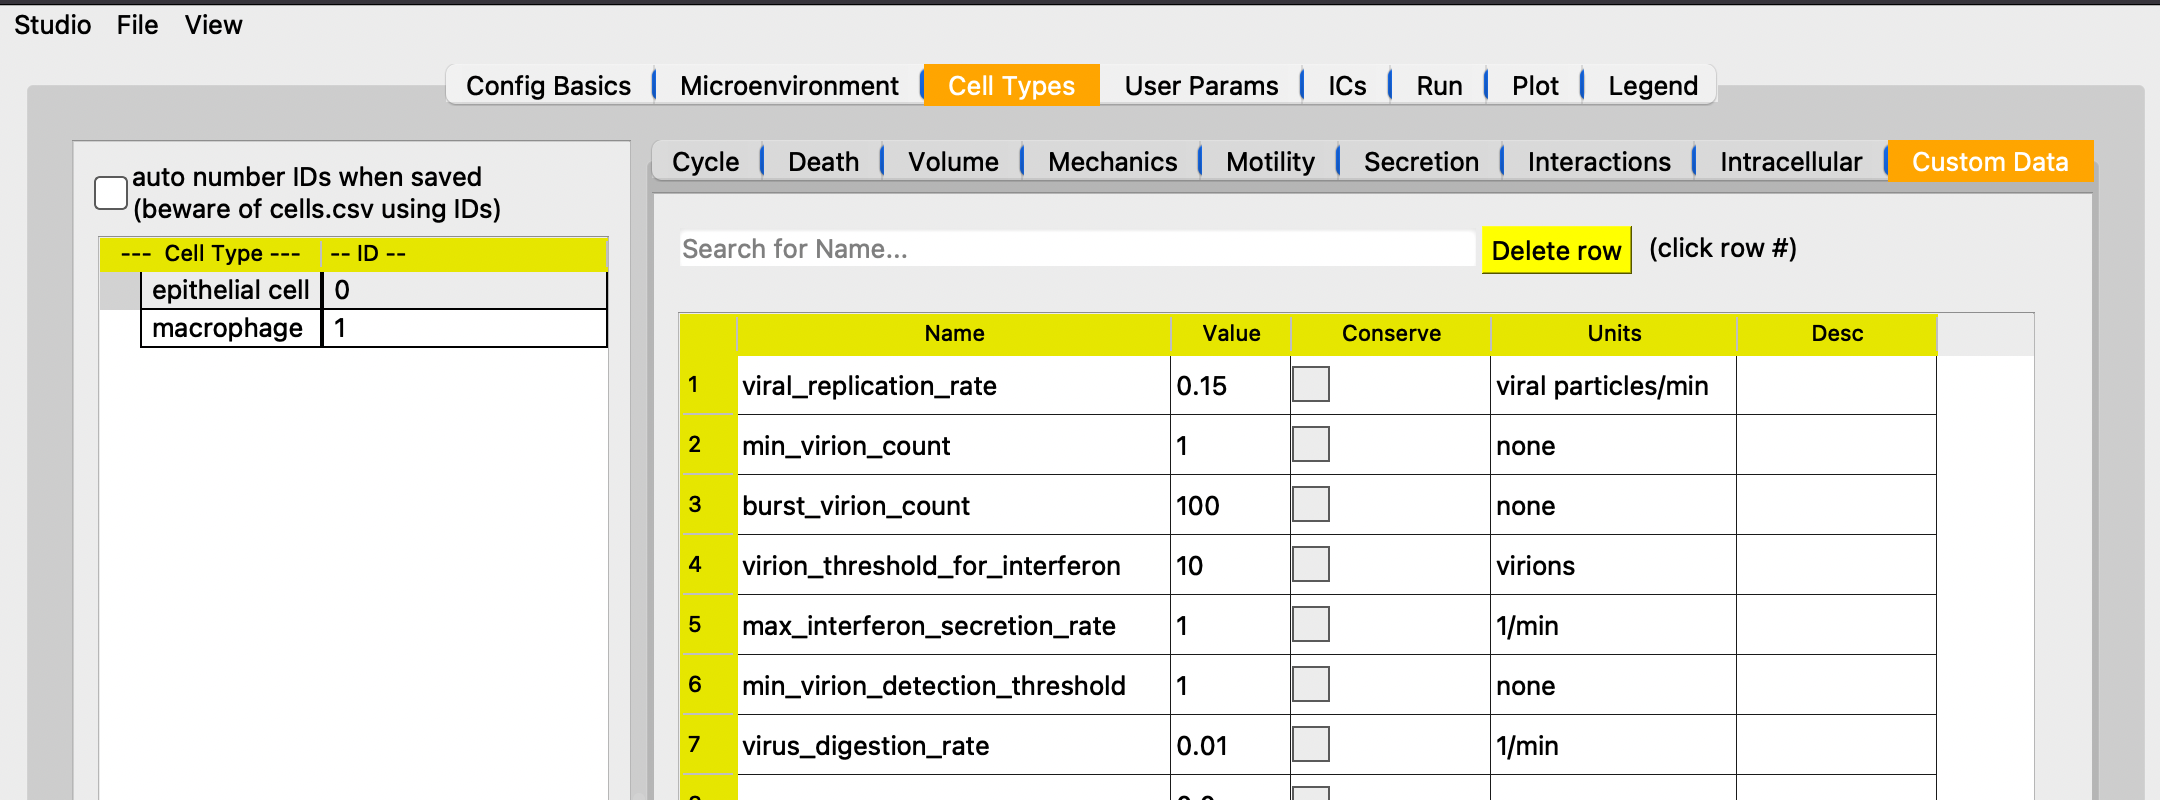 Studio File View
Config Basics Microenvironment Cell Types User Params ICs Run Plot Legend
auto number IDs when saved
(beware of cells.csv using IDs)
--- Cell Type --- -- ID --
epithelial cell 0
macrophage 1
Cycle Death Volume Mechanics Motility Secretion Interactions Intracellular Custom Data
Search for Name... Delete row (click row #)
Name Value Conserve Units Desc
1 viral_replication_rate 0.15 viral particles/min
2 min_virion_count 1 none
3 burst_virion_count 100 none
4 virion_threshold_for_interferon 10 virions
5 max_interferon_secretion_rate 1 1/min
6 min_virion_detection_threshold 1 none
7 virus_digestion_rate 0.01 1/min